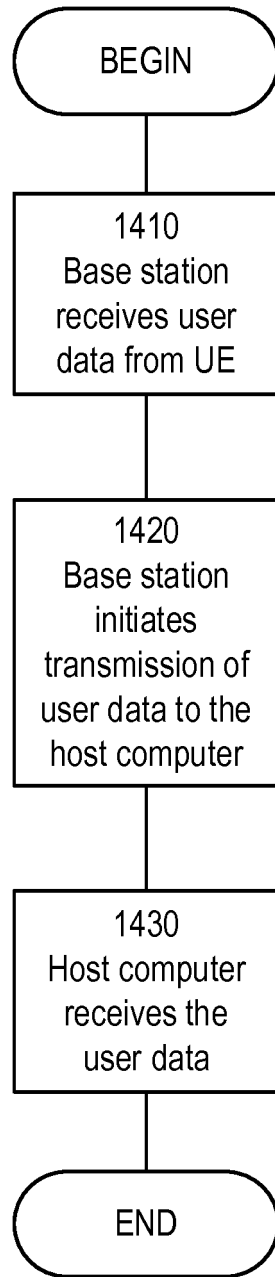 BEGIN
1410
Base station
receives user
data from UE
1420
Base station
initiates
transmission of
user data to the
host computer
1430
Host computer
receives the
user data
END